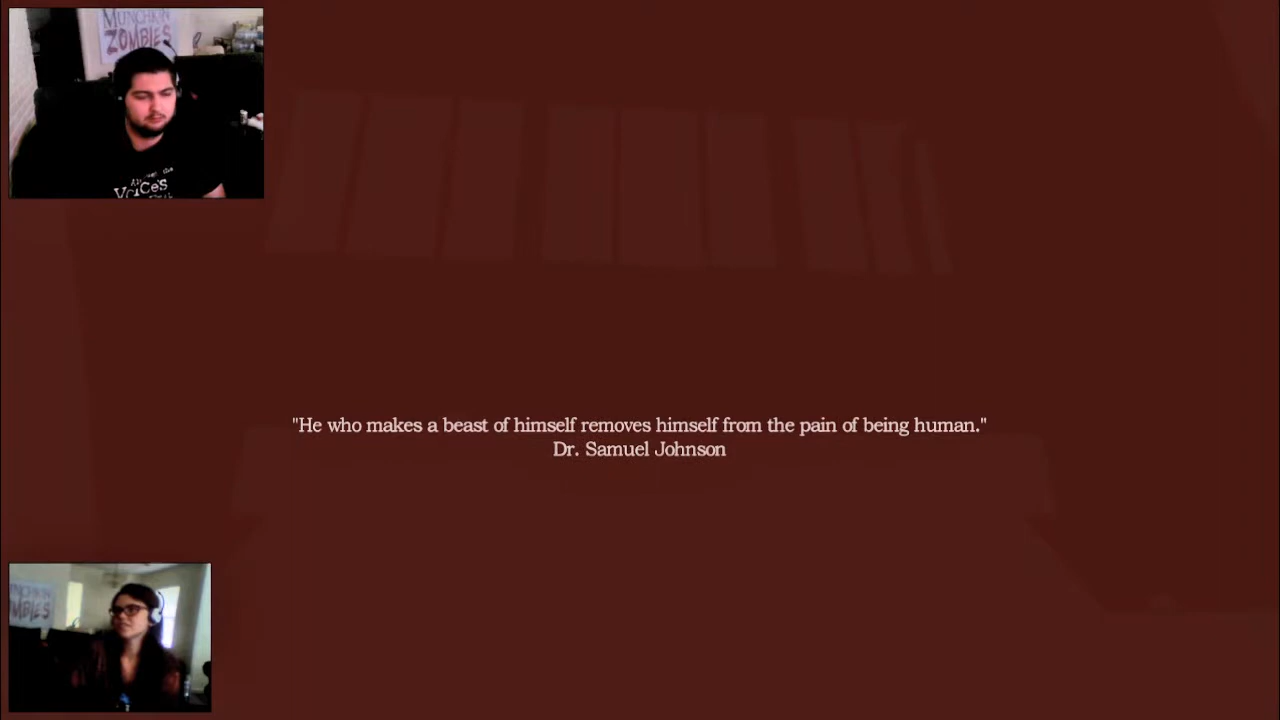 MUNCHKIN
ZOMBIES
VOICES
"He who makes a beast of himself removes himself from the pain of being human."
Dr. Samuel Johnson